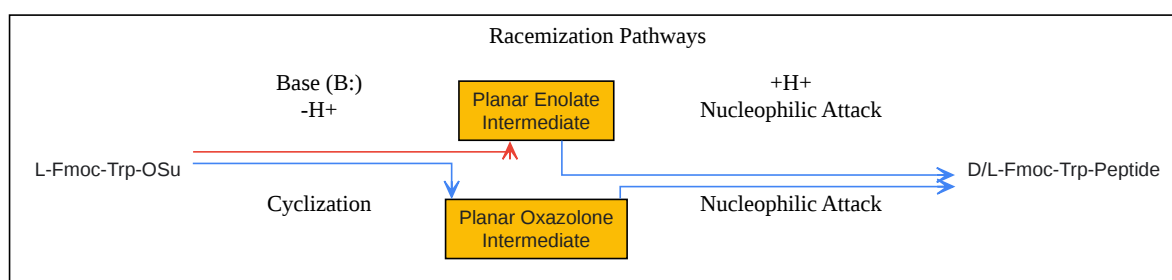 Racemization Pathways
Base (B:)
-H+
Planar Enolate
Intermediate
+H+
Nucleophilic Attack
L-Fmoc-Trp-OSu
D/L-Fmoc-Trp-Peptide
Cyclization
Planar Oxazolone
Intermediate
Nucleophilic Attack